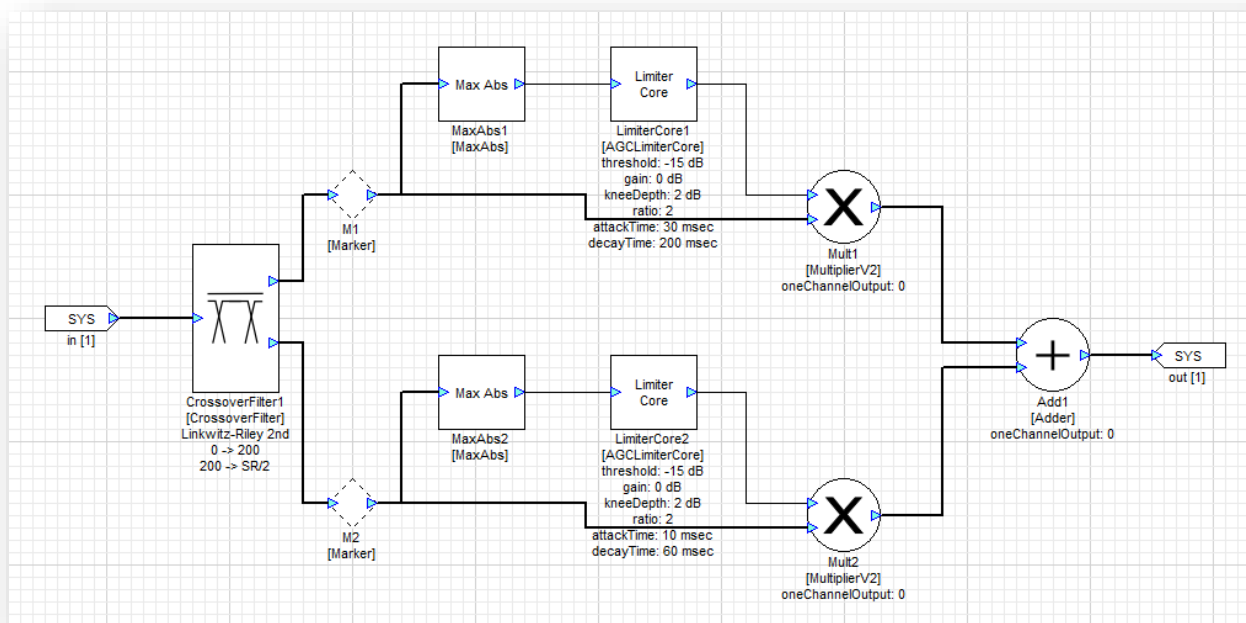 Max Abs
MaxAbs1
[MaxAbs]
Limiter
Core
LimiterCore1
[AGCLimiterCore]
threshold: -15 dB
gain: 0 dB
kneeDepth: 2 dB
ratio: 2
attackTime: 30 msec
decayTime: 200 msec
M1
[Marker]
X
Mult1
[MultiplierV2]
oneChannelOutput: 0
SYS
in [1]
CrossoverFilter1
[CrossoverFilter]
Linkwitz-Riley 2nd
0 -> 200
200 -> SR/2
Max Abs
MaxAbs2
[MaxAbs]
Limiter
Core
LimiterCore2
[AGCLimiterCore]
threshold: -15 dB
gain: 0 dB
kneeDepth: 2 dB
ratio: 2
attackTime: 10 msec
decayTime: 60 msec
M2
[Marker]
X
Mult2
[MultiplierV2]
oneChannelOutput: 0
+
Add1
[Adder]
oneChannelOutput: 0
SYS
out [1]